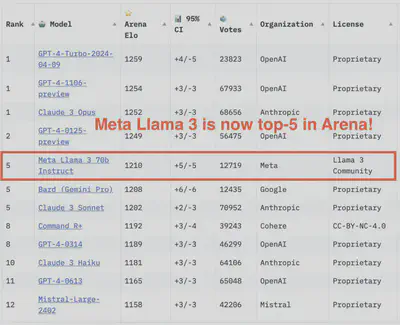 Rank Model Arena Elo 95% CI Votes Organization License
1 GPT-4-Turbo-2024-04-09 1259 +4/-5 23823 OpenAI Proprietary
1 GPT-4-1106-preview 1254 +3/-3 67933 OpenAI Proprietary
1 Claude 3 Opus 1252 +3/-3 68656 Anthropic Proprietary
Meta Llama 3 is now top-5 in Arena!
2 GPT-4-0125-preview 1249 +3/-3 56475 OpenAI Proprietary
5 Meta Llama 3 70b Instruct 1210 +5/-5 12719 Meta Llama 3 Community
5 Bard (Gemini Pro) 1208 +6/-6 12435 Google Proprietary
5 Claude 3 Sonnet 1202 +2/-3 70952 Anthropic Proprietary
8 Command R+ 1192 +3/-4 39243 Cohere CC-BY-NC-4.0
8 GPT-4-0314 1189 +3/-3 46299 OpenAI Proprietary
10 Claude 3 Haiku 1181 +3/-3 64106 Anthropic Proprietary
11 GPT-4-0613 1165 +3/-3 65048 OpenAI Proprietary
12 Mistral-Large-2402 1158 +3/-3 42206 Mistral Proprietary